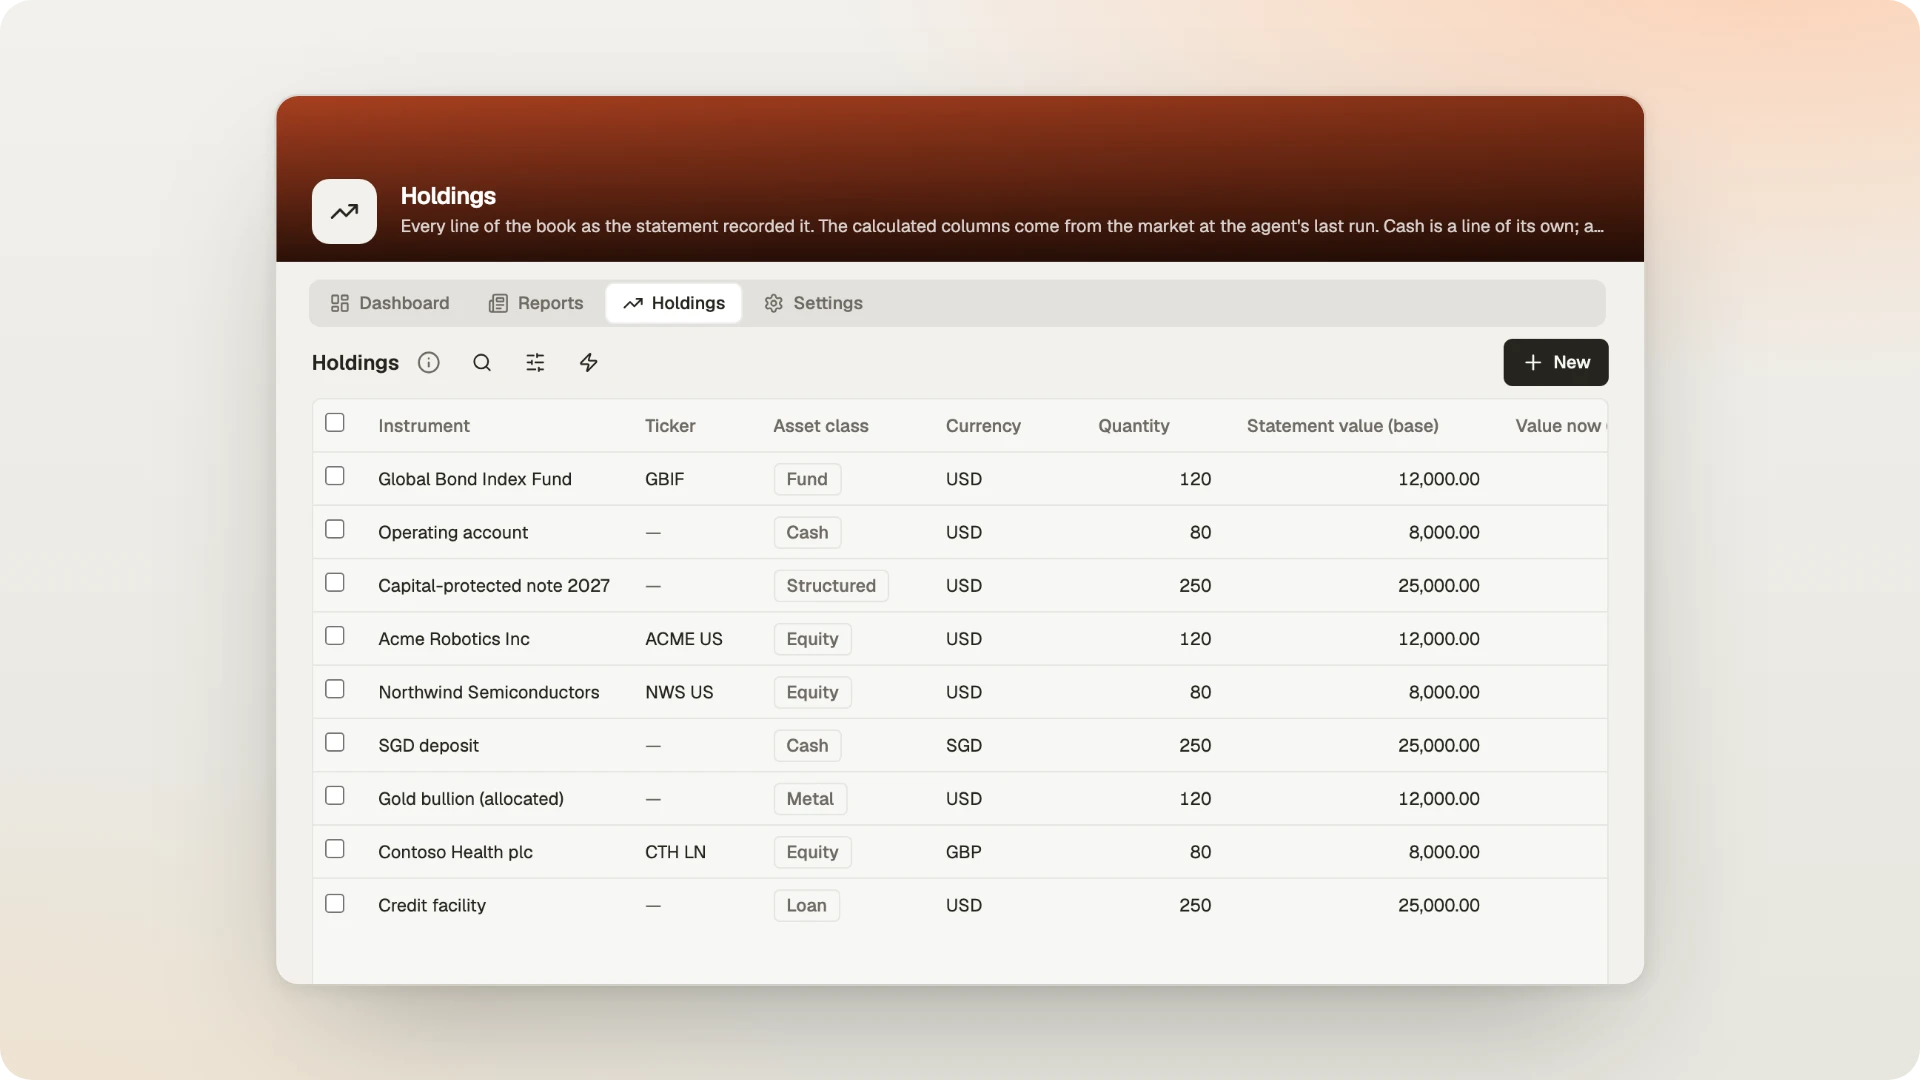 Holdings
Every line of the book as the statement recorded it. The calculated columns come from the market at the agent's last run. Cash is a line of its own; a...
Dashboard Reports Holdings Settings
Holdings New
Instrument Ticker Asset class Currency Quantity Statement value (base) Value now
Global Bond Index Fund GBIF Fund USD 120 12,000.00
Operating account — Cash USD 80 8,000.00
Capital-protected note 2027 — Structured USD 250 25,000.00
Acme Robotics Inc ACME US Equity USD 120 12,000.00
Northwind Semiconductors NWS US Equity USD 80 8,000.00
SGD deposit — Cash SGD 250 25,000.00
Gold bullion (allocated) — Metal USD 120 12,000.00
Contoso Health plc CTH LN Equity GBP 80 8,000.00
Credit facility — Loan USD 250 25,000.00